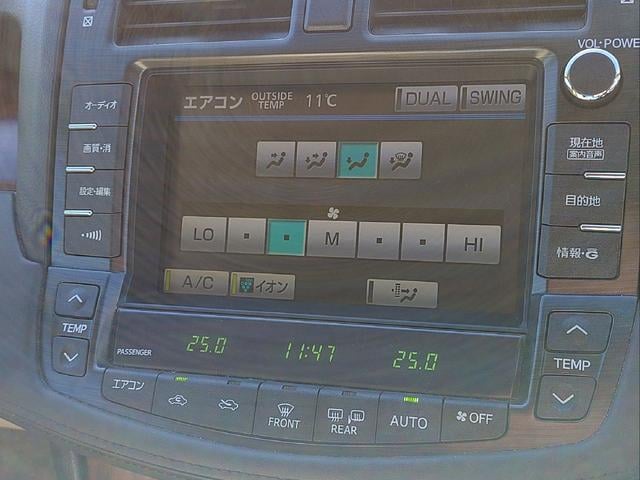 VOL・POWE
エアコン OUTSIDE TEMP 11℃ DUAL SWING
オーディオ
画質・消
設定・編集
現在地
案内音声
目的地
情報・G
LO M HI
A/C イオン
TEMP
PASSENGER 25.0 11:47 25.0
TEMP
エアコン FRONT REAR AUTO OFF